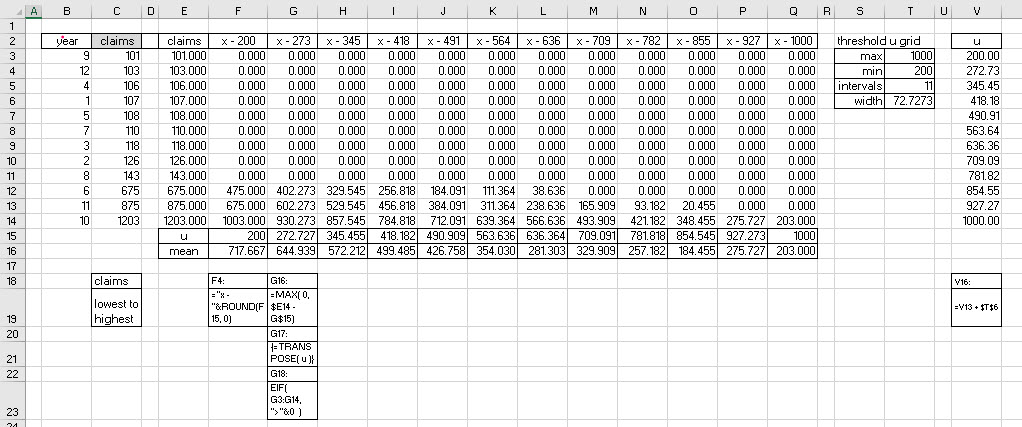 A B C D E F G H I J K L M N O P Q R S T U V
1
2 year claims claims x - 200 x - 273 x - 345 x - 418 x - 491 x - 564 x - 636 x - 709 x - 782 x - 855 x - 927 x - 1000 threshold u grid u
3 9 101 101.000 0.000 0.000 0.000 0.000 0.000 0.000 0.000 0.000 0.000 0.000 0.000 0.000 max 1000 200.00
4 12 103 103.000 0.000 0.000 0.000 0.000 0.000 0.000 0.000 0.000 0.000 0.000 0.000 0.000 min 200 272.73
5 4 106 106.000 0.000 0.000 0.000 0.000 0.000 0.000 0.000 0.000 0.000 0.000 0.000 0.000 intervals 11 345.45
6 1 107 107.000 0.000 0.000 0.000 0.000 0.000 0.000 0.000 0.000 0.000 0.000 0.000 0.000 width 72.7273 418.18
7 5 108 108.000 0.000 0.000 0.000 0.000 0.000 0.000 0.000 0.000 0.000 0.000 0.000 0.000 490.91
8 7 110 110.000 0.000 0.000 0.000 0.000 0.000 0.000 0.000 0.000 0.000 0.000 0.000 0.000 563.64
9 3 118 118.000 0.000 0.000 0.000 0.000 0.000 0.000 0.000 0.000 0.000 0.000 0.000 0.000 636.36
10 2 126 126.000 0.000 0.000 0.000 0.000 0.000 0.000 0.000 0.000 0.000 0.000 0.000 0.000 709.09
11 8 143 143.000 0.000 0.000 0.000 0.000 0.000 0.000 0.000 0.000 0.000 0.000 0.000 0.000 781.82
12 6 675 675.000 475.000 402.273 329.545 256.818 184.091 111.364 38.636 0.000 0.000 0.000 0.000 0.000 854.55
13 11 875 875.000 675.000 602.273 529.545 456.818 384.091 311.364 238.636 165.909 93.182 20.455 0.000 0.000 927.27
14 10 1203 1203.000 1003.000 930.273 857.545 784.818 712.091 639.364 566.636 493.909 421.182 348.455 275.727 203.000 1000.00
15 u 200 272.727 345.455 418.182 490.909 563.636 636.364 709.091 781.818 854.545 927.273 1000
16 mean 717.667 644.939 572.212 499.485 426.758 354.030 281.303 329.909 257.182 184.455 275.727 203.000
17
18 claims F4: G16: V16:
19 lowest to
highest
="x -
"&ROUND(F
15, 0)
=MAX( 0,
$E14 -
G$15)
=V13 + $T$6
20 G17:
21 {=TRANS
POSE( u )}
22 G18:
23 EIF(
G3:G14,
">"&0 )
24